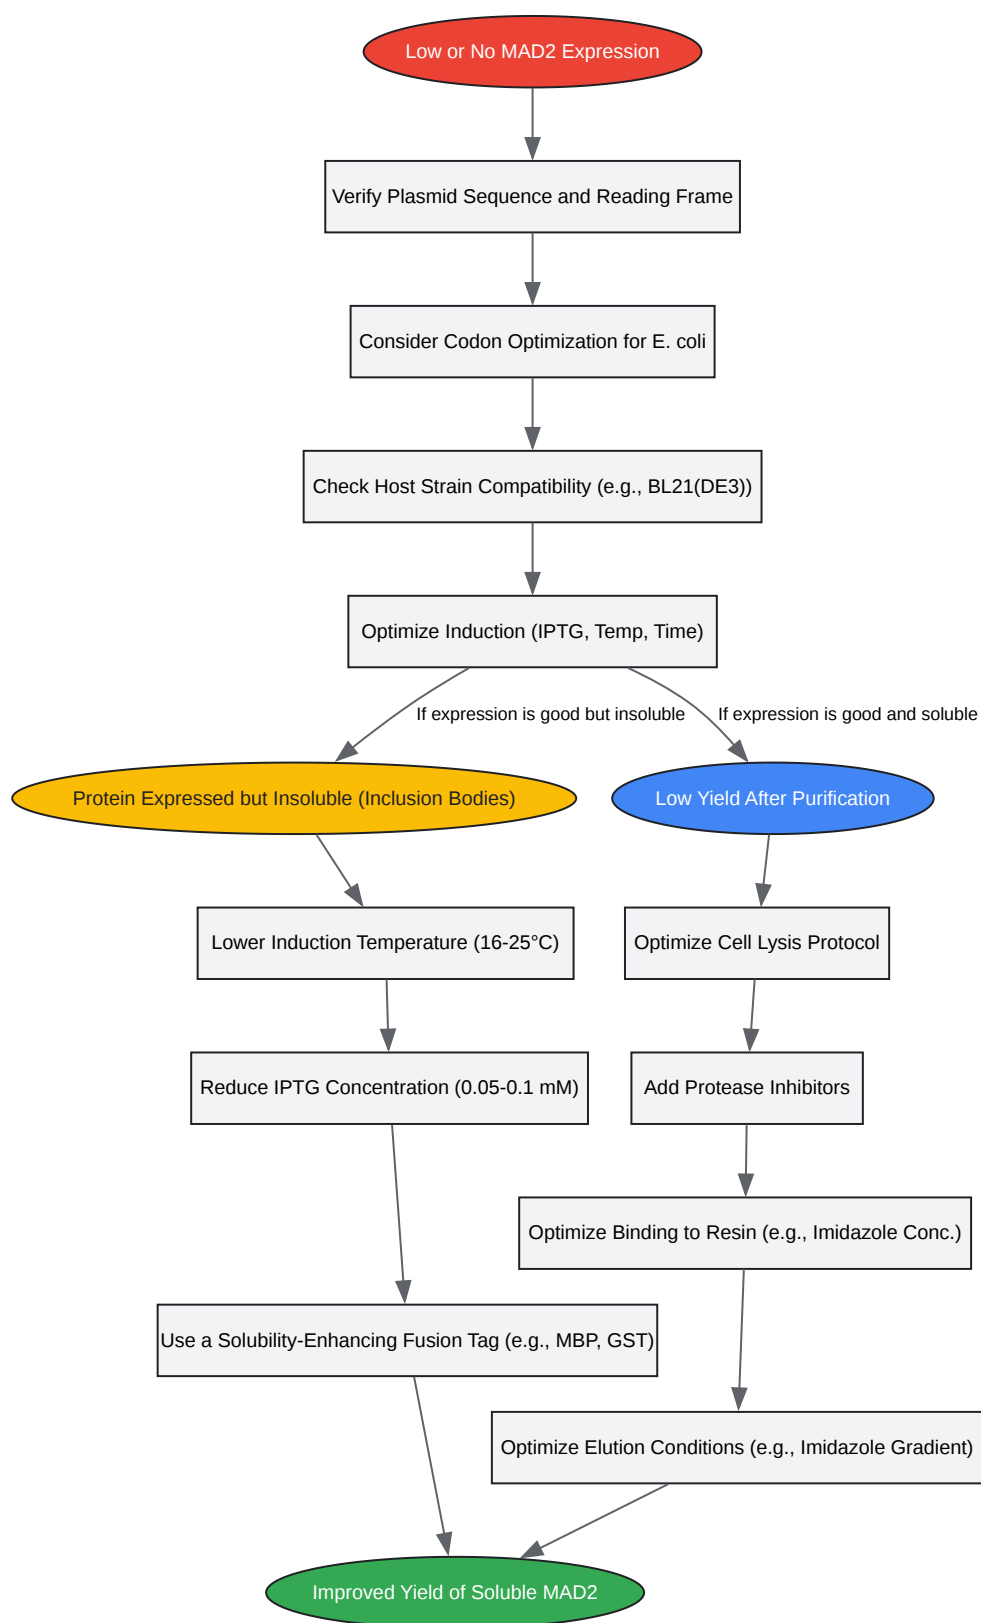 Low or No MAD2 Expression
Verify Plasmid Sequence and Reading Frame
Consider Codon Optimization for E. coli
Check Host Strain Compatibility (e.g., BL21(DE3))
Optimize Induction (IPTG, Temp, Time)
If expression is good but insoluble
If expression is good and soluble
Protein Expressed but Insoluble (Inclusion Bodies)
Low Yield After Purification
Lower Induction Temperature (16-25°C)
Optimize Cell Lysis Protocol
Reduce IPTG Concentration (0.05-0.1 mM)
Add Protease Inhibitors
Optimize Binding to Resin (e.g., Imidazole Conc.)
Use a Solubility-Enhancing Fusion Tag (e.g., MBP, GST)
Optimize Elution Conditions (e.g., Imidazole Gradient)
Improved Yield of Soluble MAD2